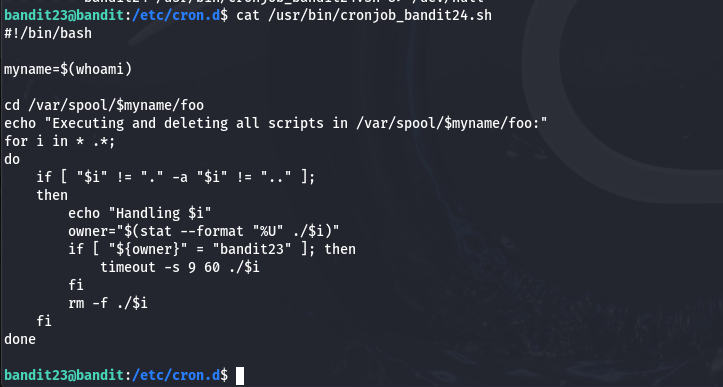 bandit23@bandit:/etc/cron.d$ cat /usr/bin/cronjob_bandit24.sh
#!/bin/bash

myname=$(whoami)

cd /var/spool/$myname/foo
echo "Executing and deleting all scripts in /var/spool/$myname/foo:"
for i in * .*;
do
    if [ "$i" != "." -a "$i" != ".." ];
    then
        echo "Handling $i"
        owner="$(stat --format "%U" ./$i)"
        if [ "${owner}" = "bandit23" ]; then
            timeout -s 9 60 ./$i
        fi
        rm -f ./$i
    fi
done

bandit23@bandit:/etc/cron.d$